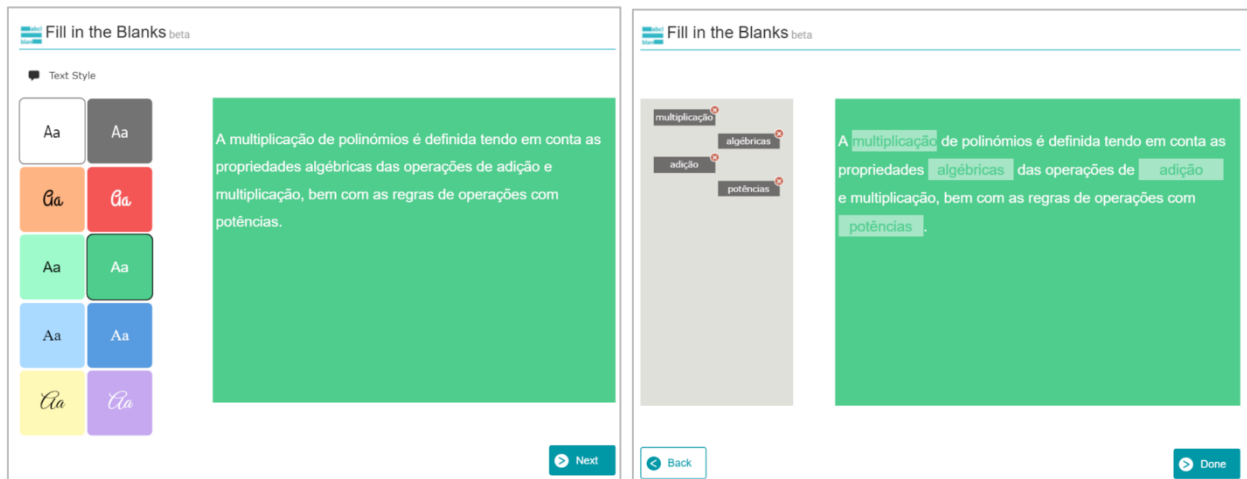 Fill in the Blanks beta
Text Style
Aa Aa
Aa Aa
Aa Aa
Aa Aa
Aa Aa
A multiplicação de polinómios é definida tendo em conta as
propriedades algébricas das operações de adição e
multiplicação, bem com as regras de operações com
potências.
Next
Fill in the Blanks beta
multiplicação
algébricas
adição
potências
A multiplicação de polinómios é definida tendo em conta as
propriedades algébricas das operações de adição
e multiplicação, bem com as regras de operações com
potências .
Back
Done